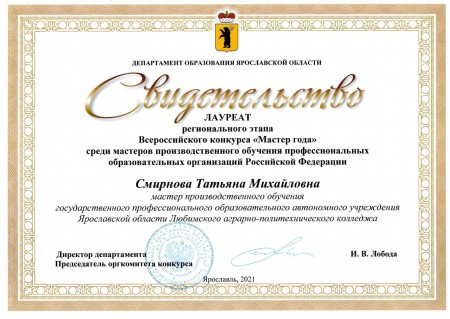 ДЕПАРТАМЕНТ ОБРАЗОВАНИЯ ЯРОСЛАВСКОЙ ОБЛАСТИ
Свидетельство
ЛАУРЕАТ
регионального этапа
Всероссийского конкурса «Мастер года»
среди мастеров производственного обучения профессиональных
образовательных организаций Российской Федерации
Смирнова Татьяна Михайловна
мастер производственного обучения
государственного профессионального образовательного автономного учреждения
Ярославской области Любимского аграрно-политехнического колледжа
Директор департамента
Председатель оргкомитета конкурса
И. В. Лобода
Ярославль, 2021